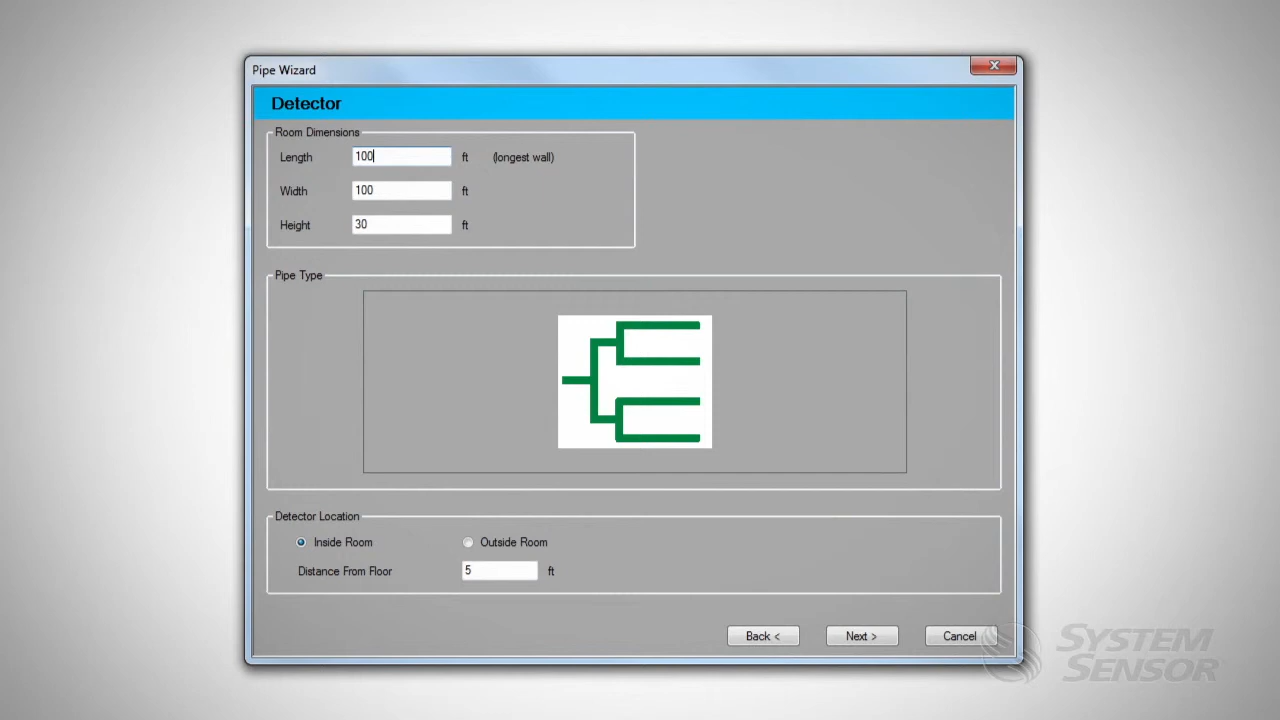 Pipe Wizard
Detector
Room Dimensions
Length 100 ft (longest wall)
Width 100 ft
Height 30 ft
Pipe Type
Detector Location
Inside Room Outside Room
Distance From Floor 5 ft
Back < Next > Cancel
SYSTEM
SENSOR